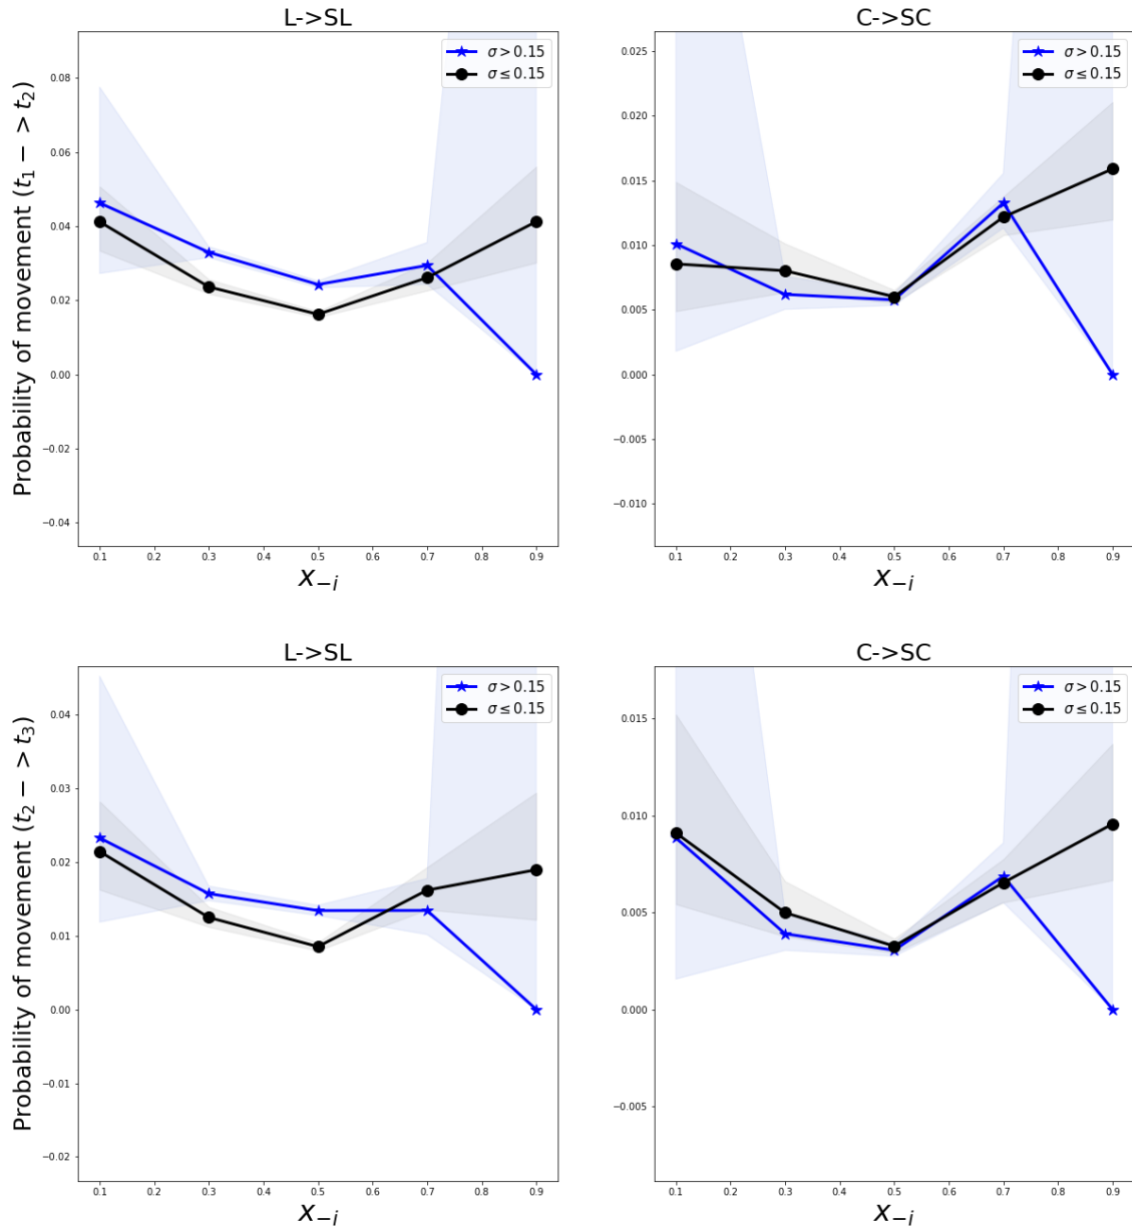 L->SL
Probability of movement (t₁ − > t₂)
0.08
0.06
0.04
0.02
0.00
−0.02
−0.04
σ > 0.15
σ ≤ 0.15
0.1 0.2 0.3 0.4 0.5 0.6 0.7 0.8 0.9
x₋ᵢ
C->SC
0.025
0.020
0.015
0.010
0.005
0.000
−0.005
−0.010
σ > 0.15
σ ≤ 0.15
0.1 0.2 0.3 0.4 0.5 0.6 0.7 0.8 0.9
x₋ᵢ
L->SL
Probability of movement (t₂ − > t₃)
0.04
0.03
0.02
0.01
0.00
−0.01
−0.02
σ > 0.15
σ ≤ 0.15
0.1 0.2 0.3 0.4 0.5 0.6 0.7 0.8 0.9
x₋ᵢ
C->SC
0.015
0.010
0.005
0.000
−0.005
σ > 0.15
σ ≤ 0.15
0.1 0.2 0.3 0.4 0.5 0.6 0.7 0.8 0.9
x₋ᵢ